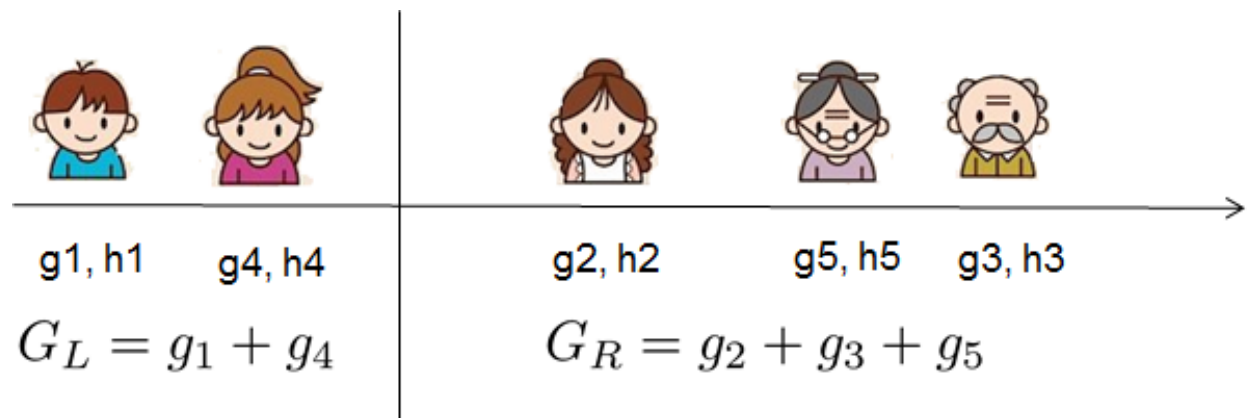 g1, h1 g4, h4 g2, h2 g5, h5 g3, h3
G_L = g_1 + g_4 G_R = g_2 + g_3 + g_5